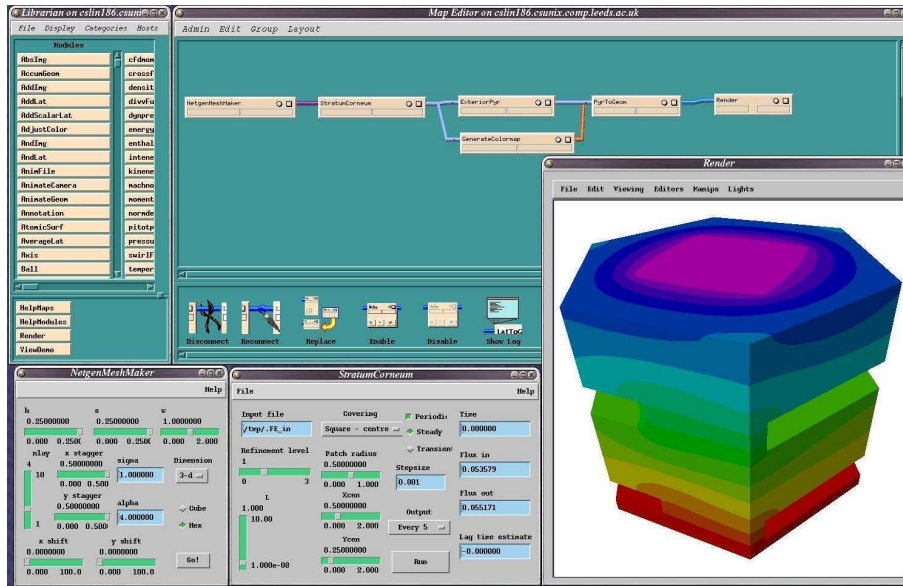 Librarian on cslin186.csuni
File Display Categories Hosts
Modules
AbsImg
AccumGeom
AddImg
AddLat
AddScalarLat
AdjustColor
AndImg
AndLat
AnimFile
AnimateCamera
AnimateGeom
Annotation
AtomicSurf
AverageLat
Axis
Ball
cfdmom
crossf
densit
divvFu
dynpre
energy
enthal
intene
kinene
machno
moment
normde
pitotp
pressu
swirlF
temper
HelpMaps
HelpModules
Render
ViewDemo
Map Editor on cslin186.csunix.comp.leeds.ac.uk
Admin Edit Group Layout
NetgenMeshMaker
StratumCorneum
ExteriorPyr
PyrToGeom
Render
GenerateColormap
Disconnect
Reconnect
Replace
Enable
Disable
Show Log
LatToG
Render
File Edit Viewing Editors Manips Lights
NetgenMeshMaker
Help
h s w
0.25000000 0.25000000 1.0000000
0.000 0.250 0.000 0.250 0.000 2.000
nlay x stagger sigma Dimension
4 0.50000000
10 0.000 0.500 1.000000 3-d
y stagger alpha
0.50000000 4.000000 Cube
1 0.000 0.500 Hex
x shift y shift
0.0000000 0.0000000 Go!
0.000 100.0 0.000 100.0
StratumCorneum
File Help
Input file Covering Periodi Time
/tmp/.FE_in Square - centre Steady 0.000000
Refinement level Patch radius Transien Flux in
1 0.50000000 Stepsize 0.053579
0 3 0.000 1.000 0.001
L Xcen Flux out
1.000 0.50000000 Output 0.055171
10.00 0.000 2.000 Every 5
Ycen Lag time estimate
0.25000000 Run -0.000000
1.000e-08 0.000 2.000